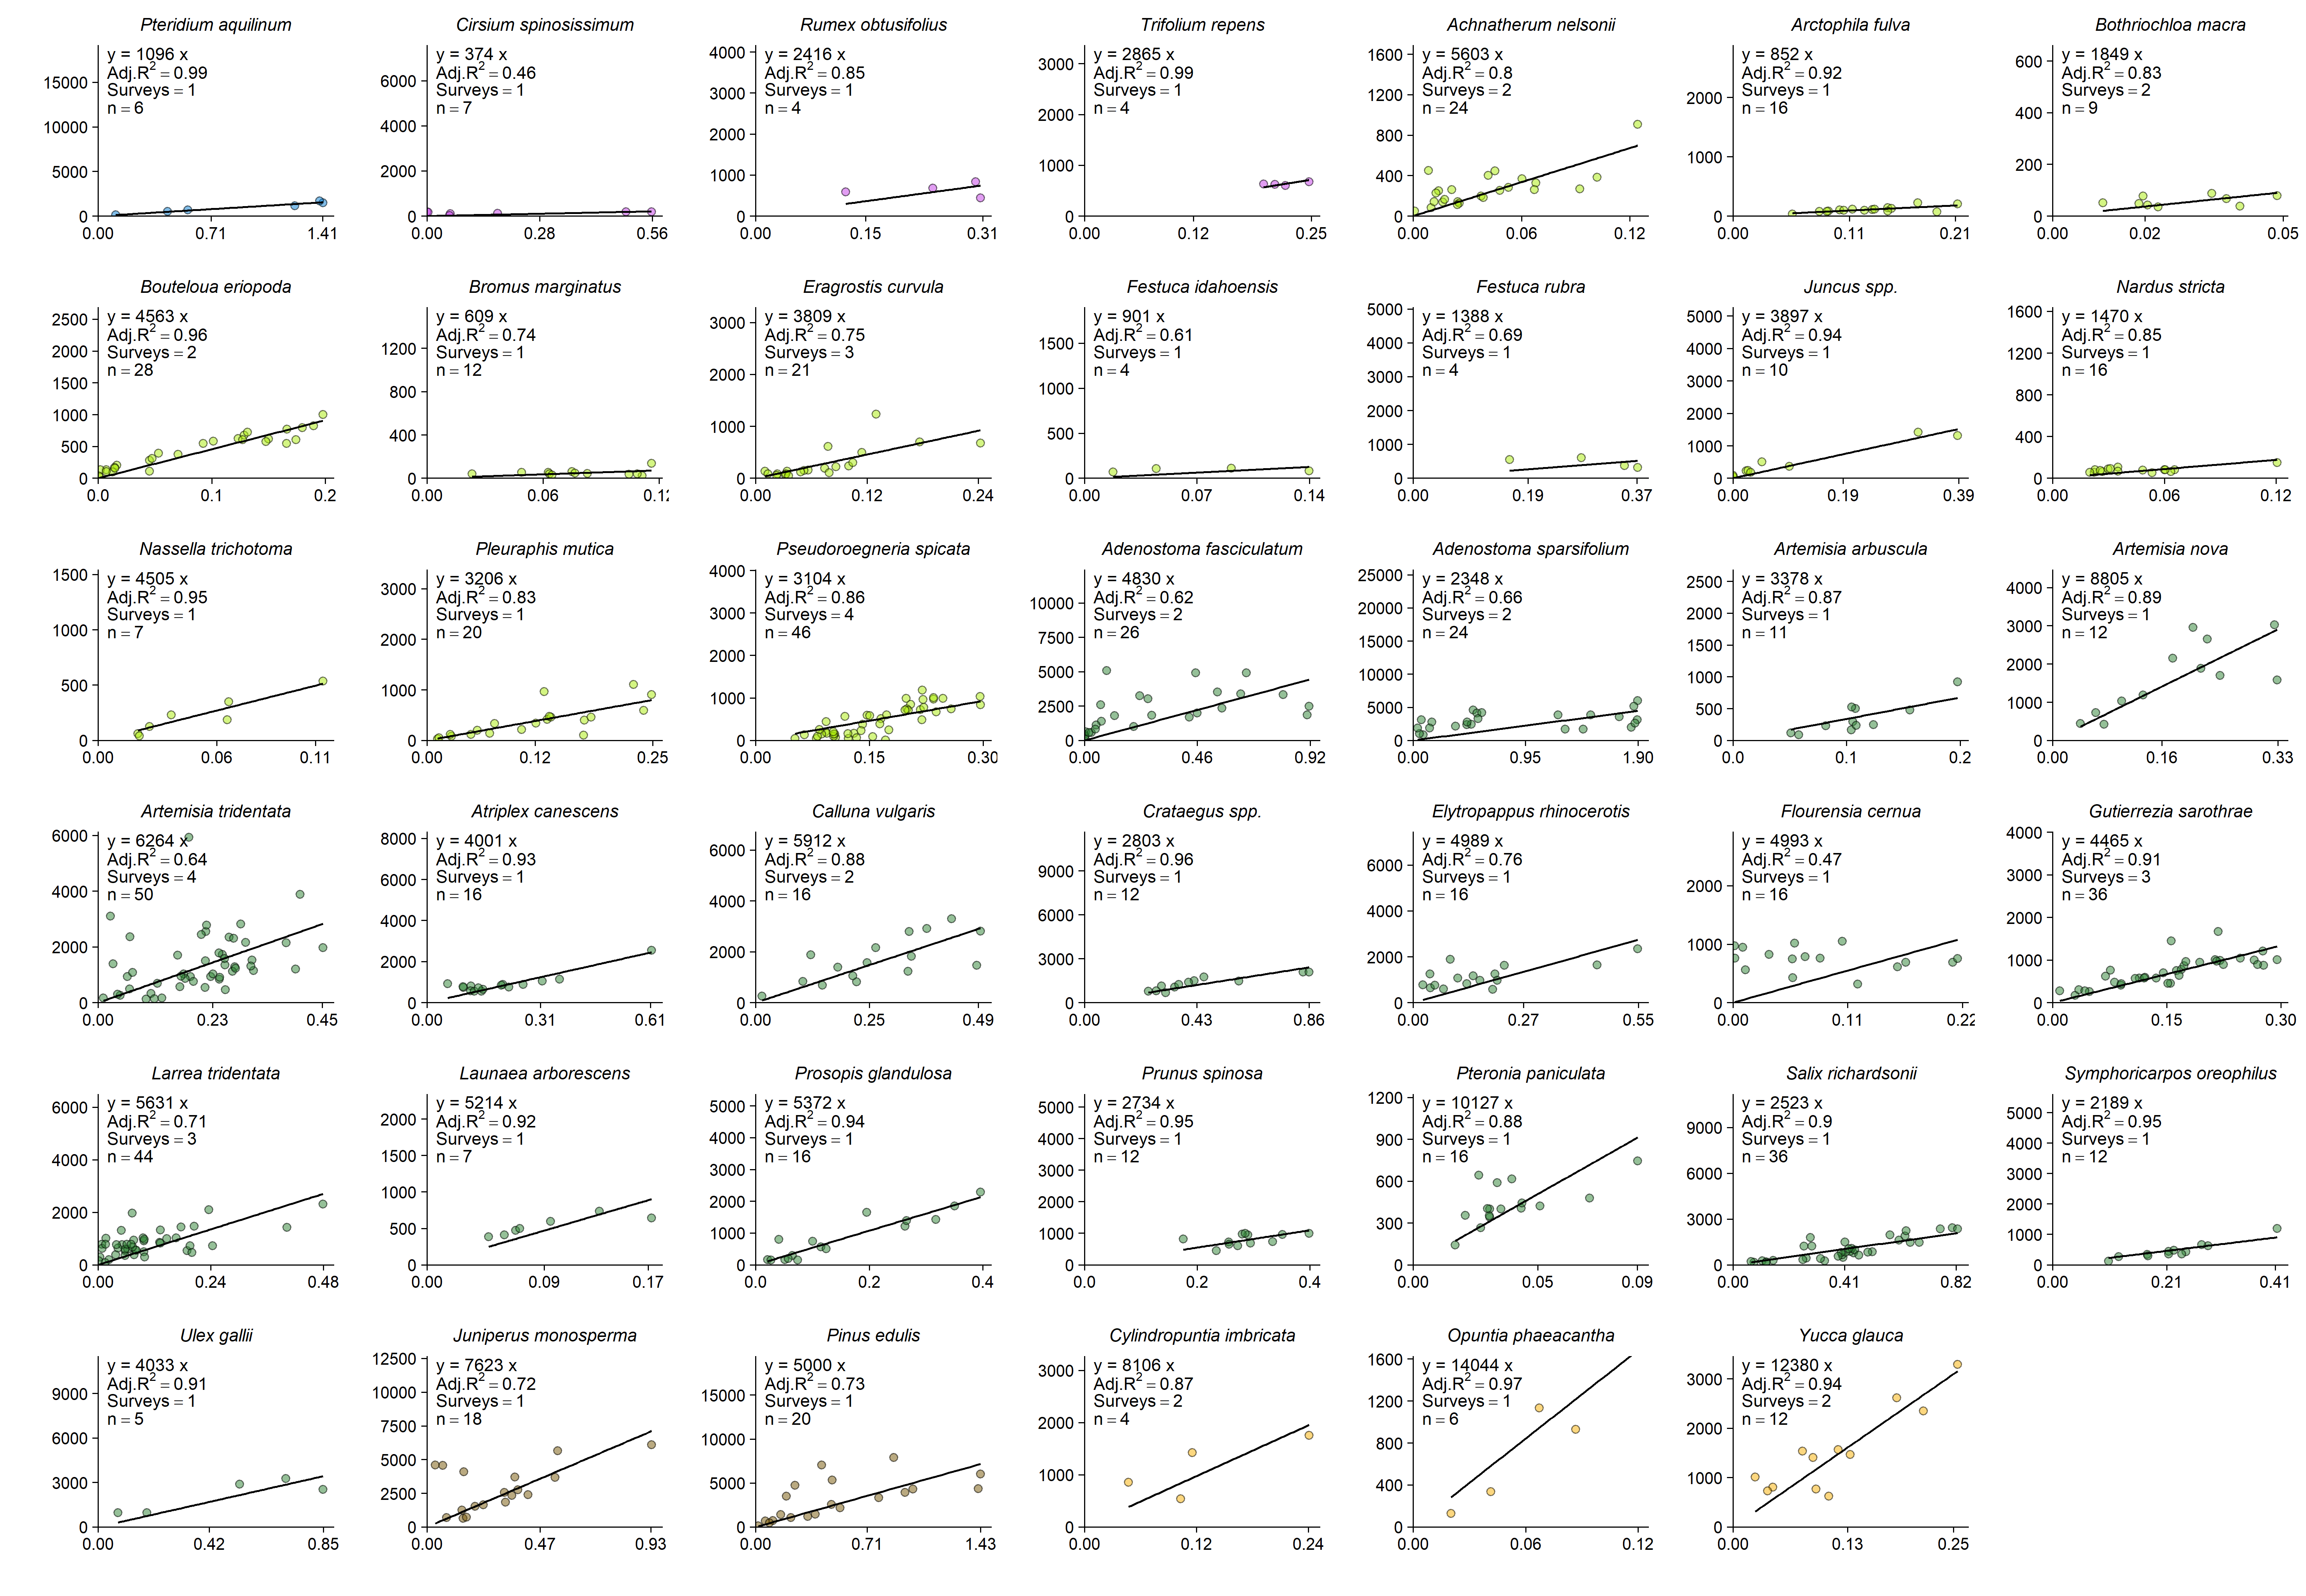 Pteridium aquilinum
y = 1096 x
Adj.R² = 0.99
Surveys = 1
n = 6
15000
10000
5000
0
0.00 0.71 1.41
Cirsium spinosissimum
y = 374 x
Adj.R² = 0.46
Surveys = 1
n = 7
6000
4000
2000
0
0.00 0.28 0.56
Rumex obtusifolius
y = 2416 x
Adj.R² = 0.85
Surveys = 1
n = 4
4000
3000
2000
1000
0
0.00 0.15 0.31
Trifolium repens
y = 2865 x
Adj.R² = 0.99
Surveys = 1
n = 4
3000
2000
1000
0
0.00 0.12 0.25
Achnatherum nelsonii
y = 5603 x
Adj.R² = 0.8
Surveys = 2
n = 24
1600
1200
800
400
0
0.00 0.06 0.12
Arctophila fulva
y = 852 x
Adj.R² = 0.92
Surveys = 1
n = 16
2000
1000
0
0.00 0.11 0.21
Bothriochloa macra
y = 1849 x
Adj.R² = 0.83
Surveys = 2
n = 9
600
400
200
0
0.00 0.02 0.05
Bouteloua eriopoda
y = 4563 x
Adj.R² = 0.96
Surveys = 2
n = 28
2500
2000
1500
1000
500
0
0.0 0.1 0.2
Bromus marginatus
y = 609 x
Adj.R² = 0.74
Surveys = 1
n = 12
1200
800
400
0
0.00 0.06 0.12
Eragrostis curvula
y = 3809 x
Adj.R² = 0.75
Surveys = 3
n = 21
3000
2000
1000
0
0.00 0.12 0.24
Festuca idahoensis
y = 901 x
Adj.R² = 0.61
Surveys = 1
n = 4
1500
1000
500
0
0.00 0.07 0.14
Festuca rubra
y = 1388 x
Adj.R² = 0.69
Surveys = 1
n = 4
5000
4000
3000
2000
1000
0
0.00 0.19 0.37
Juncus spp.
y = 3897 x
Adj.R² = 0.94
Surveys = 1
n = 10
5000
4000
3000
2000
1000
0
0.00 0.19 0.39
Nardus stricta
y = 1470 x
Adj.R² = 0.85
Surveys = 1
n = 16
1600
1200
800
400
0
0.00 0.06 0.12
Nassella trichotoma
y = 4505 x
Adj.R² = 0.95
Surveys = 1
n = 7
1500
1000
500
0
0.00 0.06 0.11
Pleuraphis mutica
y = 3206 x
Adj.R² = 0.83
Surveys = 1
n = 20
3000
2000
1000
0
0.00 0.12 0.25
Pseudoroegneria spicata
y = 3104 x
Adj.R² = 0.86
Surveys = 4
n = 46
4000
3000
2000
1000
0
0.00 0.15 0.30
Adenostoma fasciculatum
y = 4830 x
Adj.R² = 0.62
Surveys = 2
n = 26
10000
7500
5000
2500
0
0.00 0.46 0.92
Adenostoma sparsifolium
y = 2348 x
Adj.R² = 0.66
Surveys = 2
n = 24
25000
20000
15000
10000
5000
0
0.00 0.95 1.90
Artemisia arbuscula
y = 3378 x
Adj.R² = 0.87
Surveys = 1
n = 11
2500
2000
1500
1000
500
0
0.0 0.1 0.2
Artemisia nova
y = 8805 x
Adj.R² = 0.89
Surveys = 1
n = 12
4000
3000
2000
1000
0
0.00 0.16 0.33
Artemisia tridentata
y = 6264 x
Adj.R² = 0.64
Surveys = 4
n = 50
6000
4000
2000
0
0.00 0.23 0.45
Atriplex canescens
y = 4001 x
Adj.R² = 0.93
Surveys = 1
n = 16
8000
6000
4000
2000
0
0.00 0.31 0.61
Calluna vulgaris
y = 5912 x
Adj.R² = 0.88
Surveys = 2
n = 16
6000
4000
2000
0
0.00 0.25 0.49
Crataegus spp.
y = 2803 x
Adj.R² = 0.96
Surveys = 1
n = 12
9000
6000
3000
0
0.00 0.43 0.86
Elytropappus rhinocerotis
y = 4989 x
Adj.R² = 0.76
Surveys = 1
n = 16
6000
4000
2000
0
0.00 0.27 0.55
Flourensia cernua
y = 4993 x
Adj.R² = 0.47
Surveys = 1
n = 16
2000
1000
0
0.00 0.11 0.22
Gutierrezia sarothrae
y = 4465 x
Adj.R² = 0.91
Surveys = 3
n = 36
4000
3000
2000
1000
0
0.00 0.15 0.30
Larrea tridentata
y = 5631 x
Adj.R² = 0.71
Surveys = 3
n = 44
6000
4000
2000
0
0.00 0.24 0.48
Launaea arborescens
y = 5214 x
Adj.R² = 0.92
Surveys = 1
n = 7
2000
1500
1000
500
0
0.00 0.09 0.17
Prosopis glandulosa
y = 5372 x
Adj.R² = 0.94
Surveys = 1
n = 16
5000
4000
3000
2000
1000
0
0.0 0.2 0.4
Prunus spinosa
y = 2734 x
Adj.R² = 0.95
Surveys = 1
n = 12
5000
4000
3000
2000
1000
0
0.0 0.2 0.4
Pteronia paniculata
y = 10127 x
Adj.R² = 0.88
Surveys = 1
n = 16
1200
900
600
300
0
0.00 0.05 0.09
Salix richardsonii
y = 2523 x
Adj.R² = 0.9
Surveys = 1
n = 36
9000
6000
3000
0
0.00 0.41 0.82
Symphoricarpos oreophilus
y = 2189 x
Adj.R² = 0.95
Surveys = 1
n = 12
5000
4000
3000
2000
1000
0
0.00 0.21 0.41
Ulex gallii
y = 4033 x
Adj.R² = 0.91
Surveys = 1
n = 5
9000
6000
3000
0
0.00 0.42 0.85
Juniperus monosperma
y = 7623 x
Adj.R² = 0.72
Surveys = 1
n = 18
12500
10000
7500
5000
2500
0
0.00 0.47 0.93
Pinus edulis
y = 5000 x
Adj.R² = 0.73
Surveys = 1
n = 20
15000
10000
5000
0
0.00 0.71 1.43
Cylindropuntia imbricata
y = 8106 x
Adj.R² = 0.87
Surveys = 2
n = 4
3000
2000
1000
0
0.00 0.12 0.24
Opuntia phaeacantha
y = 14044 x
Adj.R² = 0.97
Surveys = 1
n = 6
1600
1200
800
400
0
0.00 0.06 0.12
Yucca glauca
y = 12380 x
Adj.R² = 0.94
Surveys = 2
n = 12
3000
2000
1000
0
0.00 0.13 0.25